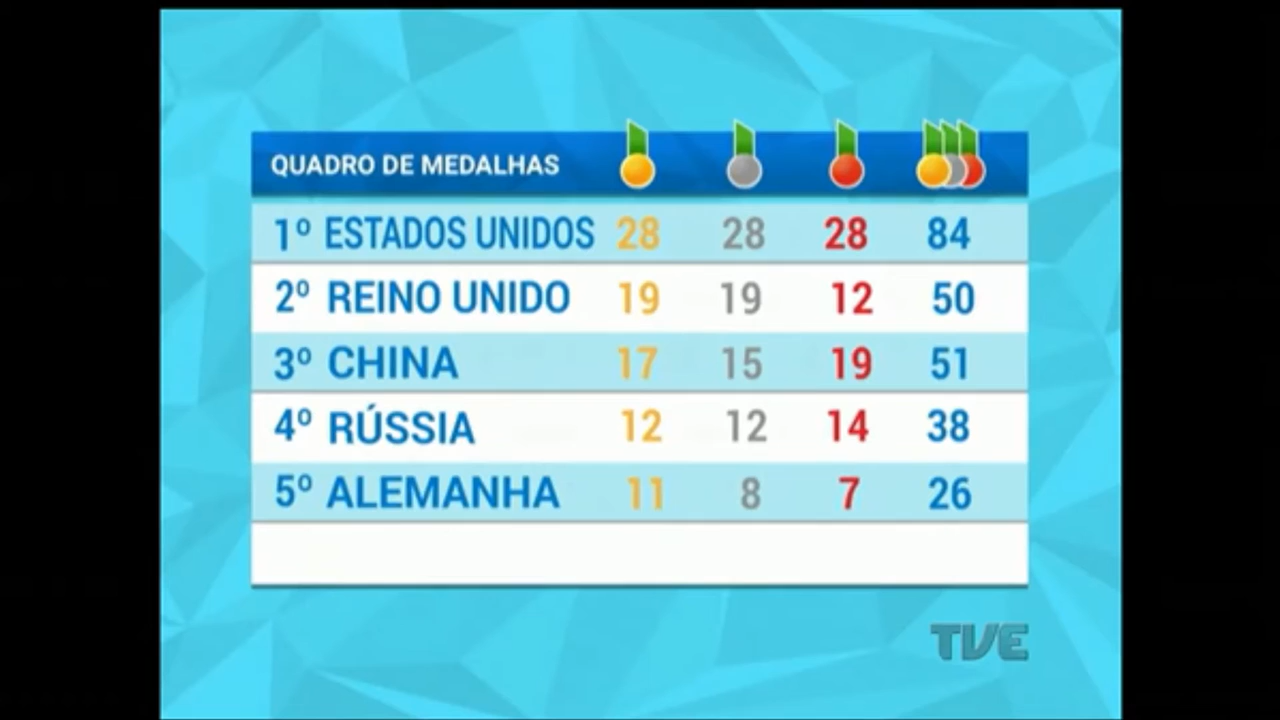 QUADRO DE MEDALHAS
1º ESTADOS UNIDOS 28 28 28 84
2º REINO UNIDO 19 19 12 50
3º CHINA 17 15 19 51
4º RÚSSIA 12 12 14 38
5º ALEMANHA 11 8 7 26
TVE